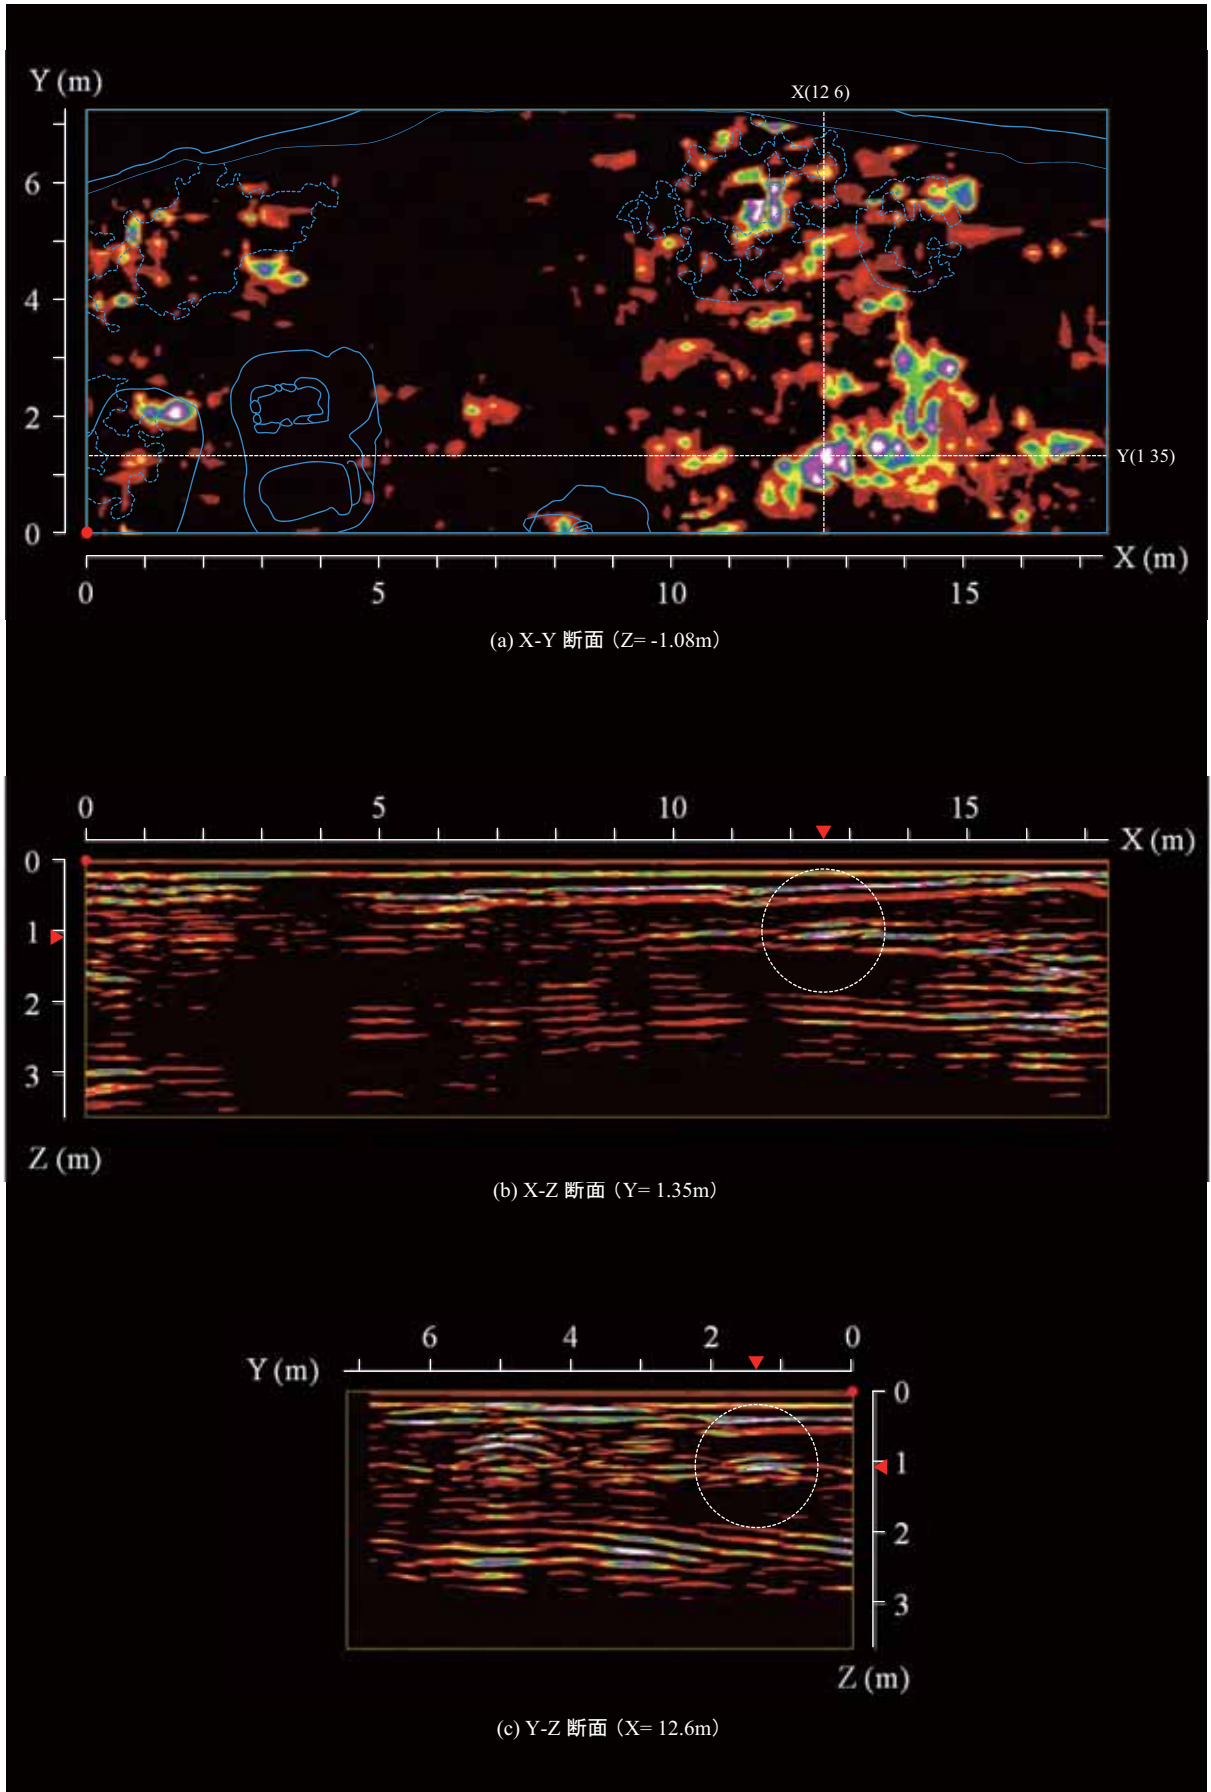 Y (m)
X(12 6)
6
4
Y(1 35)
2
0
X (m)
0 5 10 15
(a) X-Y 断面（Z= -1.08m）
0 5 10 15
X (m)
0
1
2
3
Z (m)
(b) X-Z 断面（Y= 1.35m）
6 4 2 0
Y (m)
0
1
2
3
Z (m)
(c) Y-Z 断面（X= 12.6m）